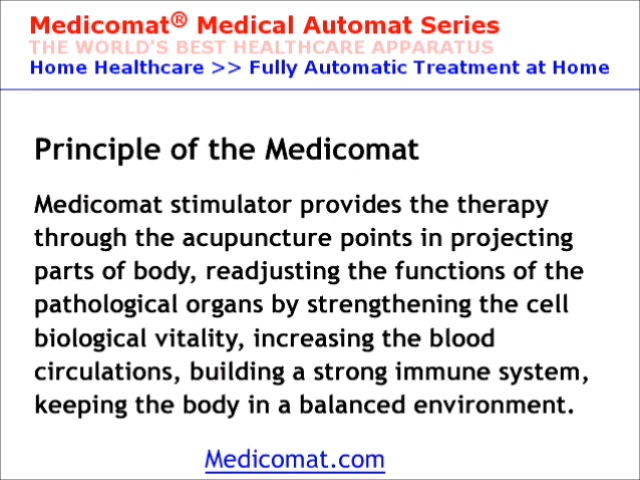 Medicomat® Medical Automat Series
THE WORLD'S BEST HEALTHCARE APPARATUS
Home Healthcare >> Fully Automatic Treatment at Home
Principle of the Medicomat
Medicomat stimulator provides the therapy
through the acupuncture points in projecting
parts of body, readjusting the functions of the
pathological organs by strengthening the cell
biological vitality, increasing the blood
circulations, building a strong immune system,
keeping the body in a balanced environment.
Medicomat.com